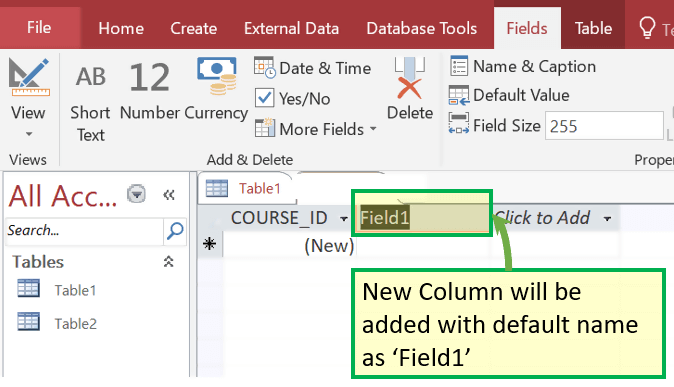 File Home Create External Data Database Tools Fields Table
AB 12 Date & Time Name & Caption
Yes/No Default Value
View Short Number Currency More Fields Delete Field Size 255
Text
Views Add & Delete
All Acc... « Table1
Search... COURSE_ID Field1 Click to Add
Tables * (New)
Table1
Table2
New Column will be
added with default name
as ‘Field1’